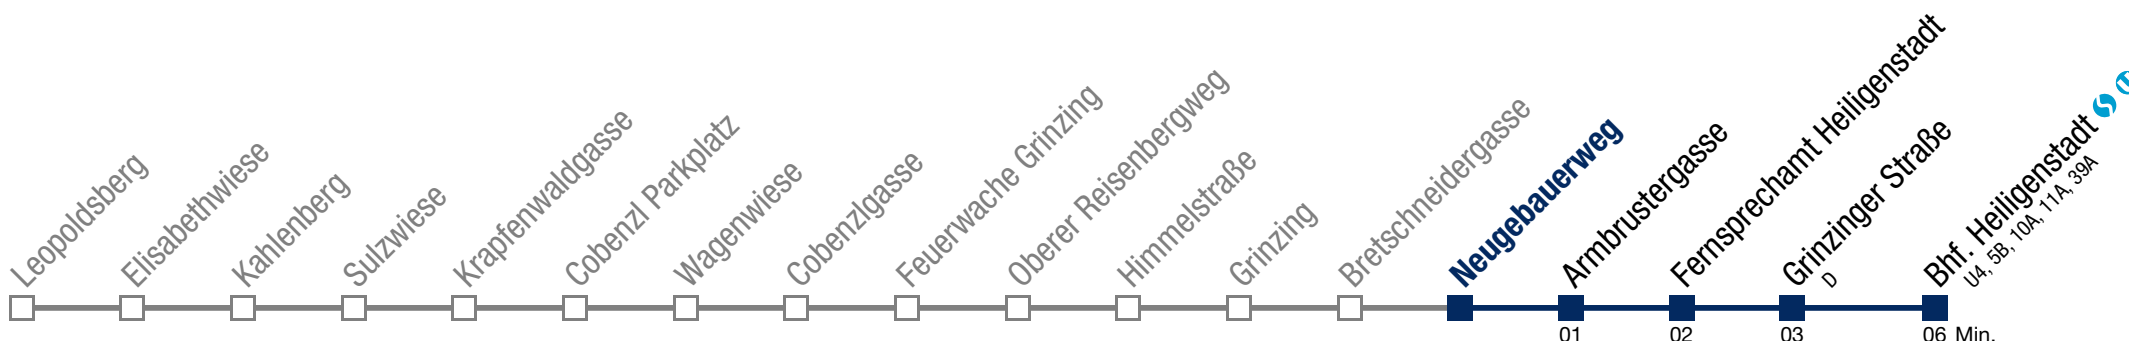 Leopoldsberg
Elisabethwiese
Kahlenberg
Sulzwiese
Krapfenwaldgasse
Cobenzl Parkplatz
Wagenwiese
Cobenzlgasse
Feuerwache Grinzing
Oberer Reisenbergweg
Himmelstraße
Grinzing
Bretschneidergasse
Neugebauerweg
Armbrustergasse
Fernsprechamt Heiligenstadt
Grinzinger Straße
D
Bhf. Heiligenstadt
U4, 5B, 10A, 11A, 39A
01 02 03 06 Min.